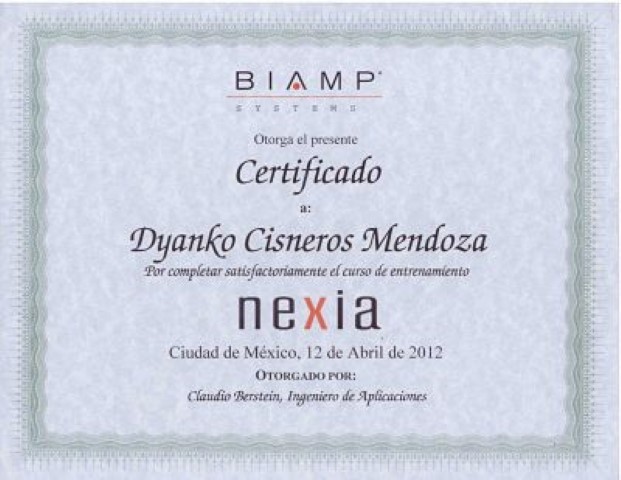 BIAMP
SYSTEMS
Otorga el presente
Certificado
a:
Dyanko Cisneros Mendoza
Por completar satisfactoriamente el curso de entrenamiento
nexia
Ciudad de México, 12 de Abril de 2012
OTORGADO POR:
Claudio Berstein, Ingeniero de Aplicaciones